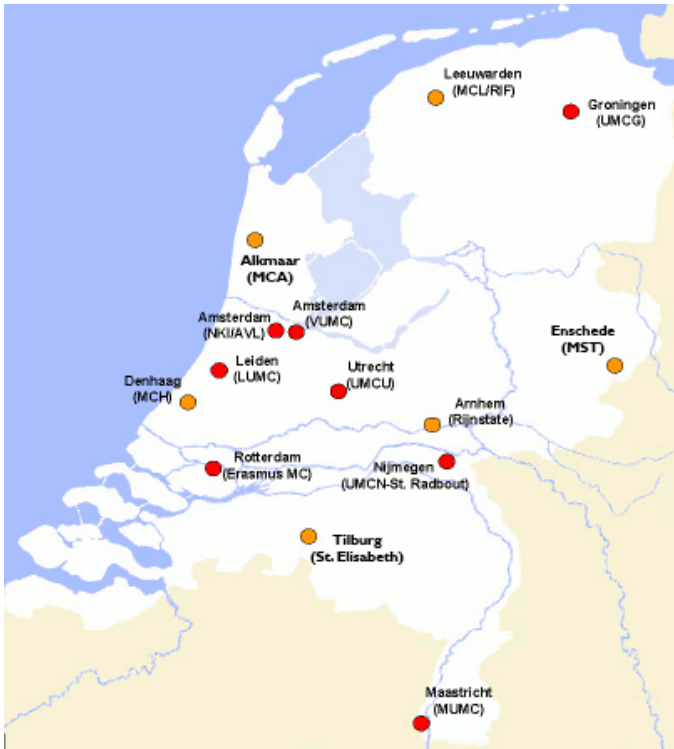 Leeuwarden
(MCL/RIF)
Groningen
(UMCG)
Alkmaar
(MCA)
Amsterdam
(NKI/AVL)
Amsterdam
(VUMC)
Enschede
(MST)
Leiden
(LUMC)
Utrecht
(UMCU)
Denhaag
(MCH)
Arnhem
(Rijnstate)
Rotterdam
(Erasmus MC)
Nijmegen
(UMCN-St. Radbout)
Tilburg
(St. Elisabeth)
Maastricht
(MUMC)